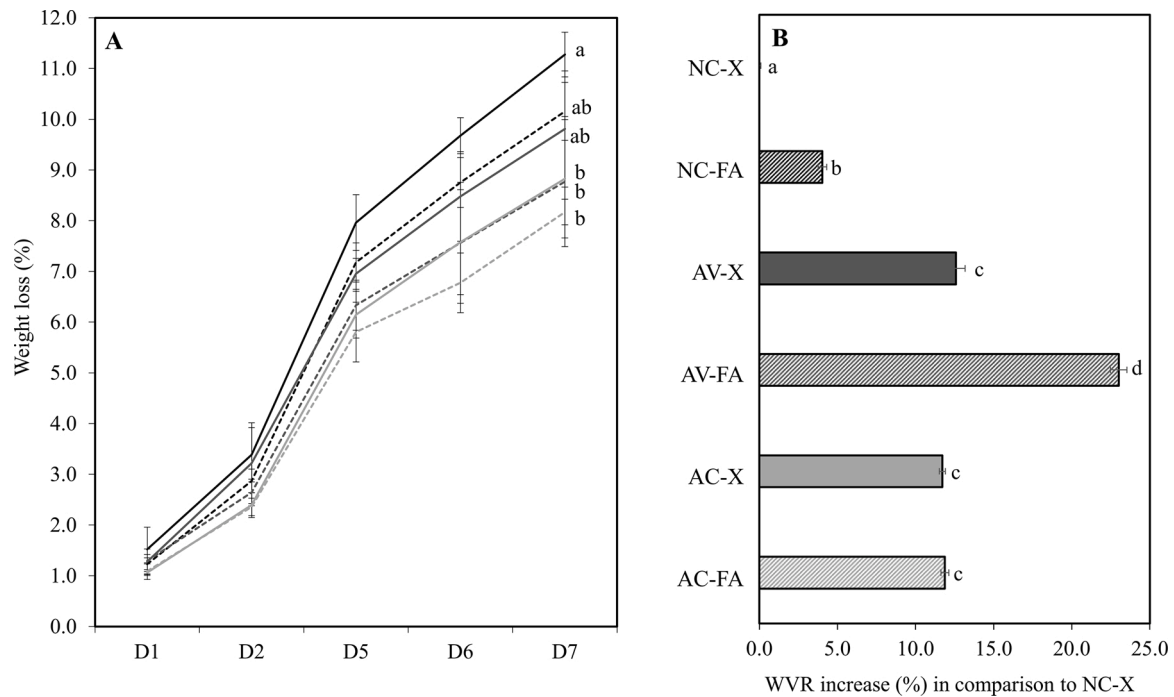 A
Weight loss (%)
12.0
11.0
10.0
9.0
8.0
7.0
6.0
5.0
4.0
3.0
2.0
1.0
0.0
D1 D2 D5 D6 D7
a
ab
ab
b
b
b
B
NC-X a
NC-FA b
AV-X c
AV-FA d
AC-X c
AC-FA c
0.0 5.0 10.0 15.0 20.0 25.0
WVR increase (%) in comparison to NC-X